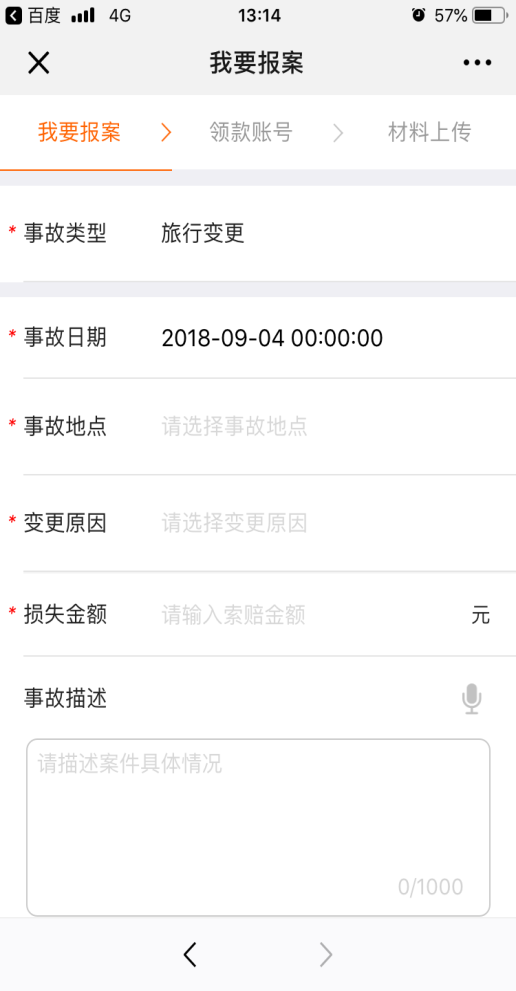 百度 4G 13:14 57%
我要报案
我要报案 领款账号 材料上传
* 事故类型 旅行变更
* 事故日期 2018-09-04 00:00:00
* 事故地点 请选择事故地点
* 变更原因 请选择变更原因
* 损失金额 请输入索赔金额 元
事故描述
请描述案件具体情况
0/1000